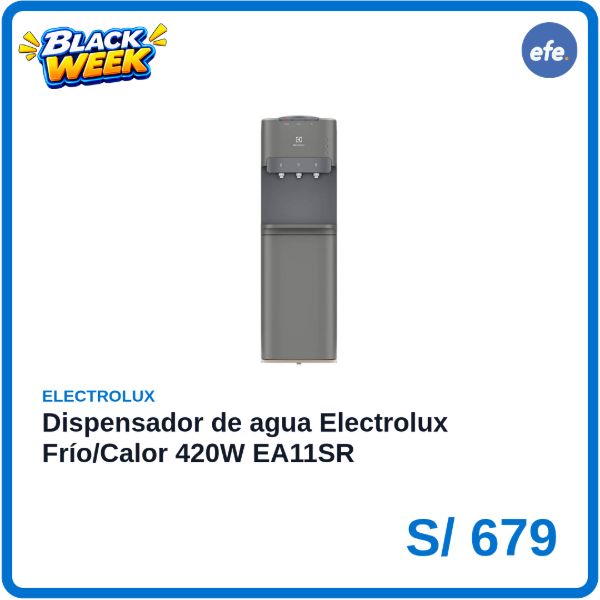 BLACK
WEEK
efe.
ELECTROLUX
Dispensador de agua Electrolux
Frío/Calor 420W EA11SR
S/ 679